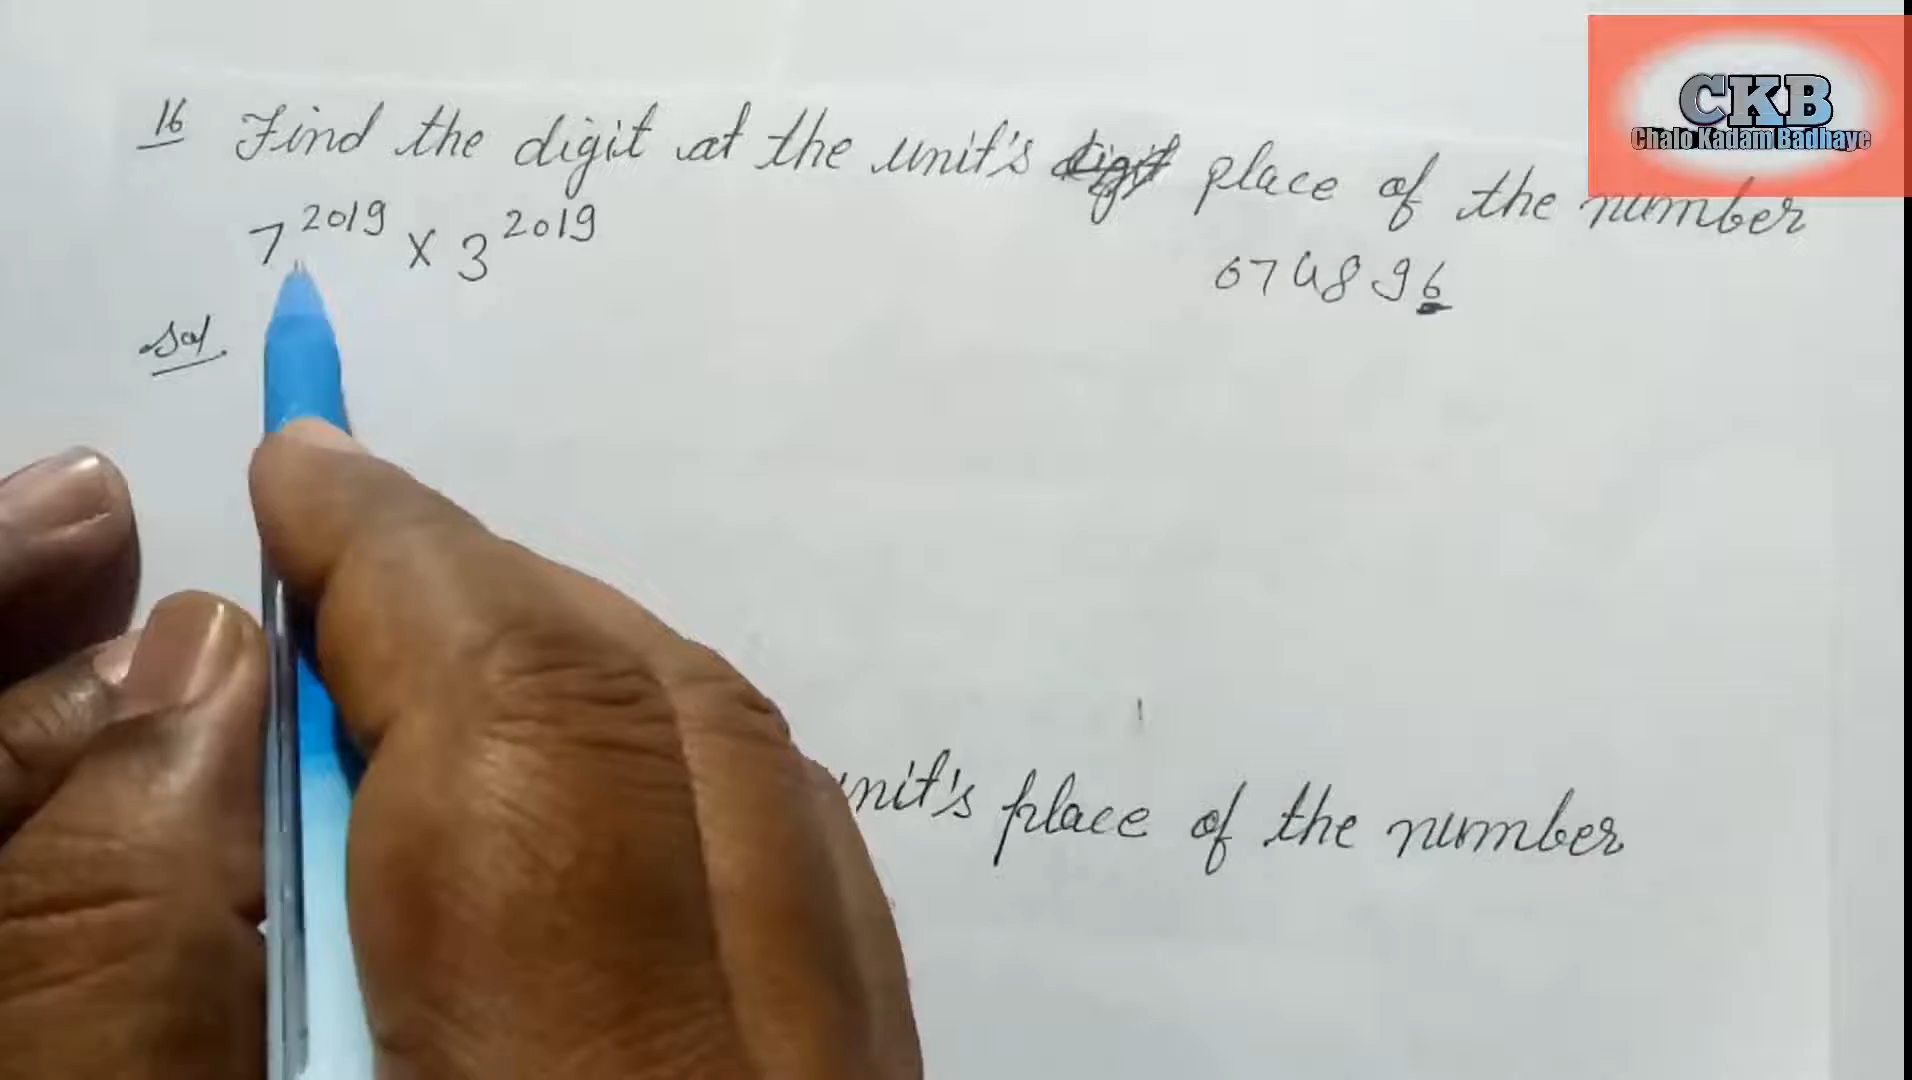 CKB
Chalo Kadam Badhaye
16 Find the digit at the unit's place of the number
7^2019 x 3^2019
674896
Sol.
unit's place of the number